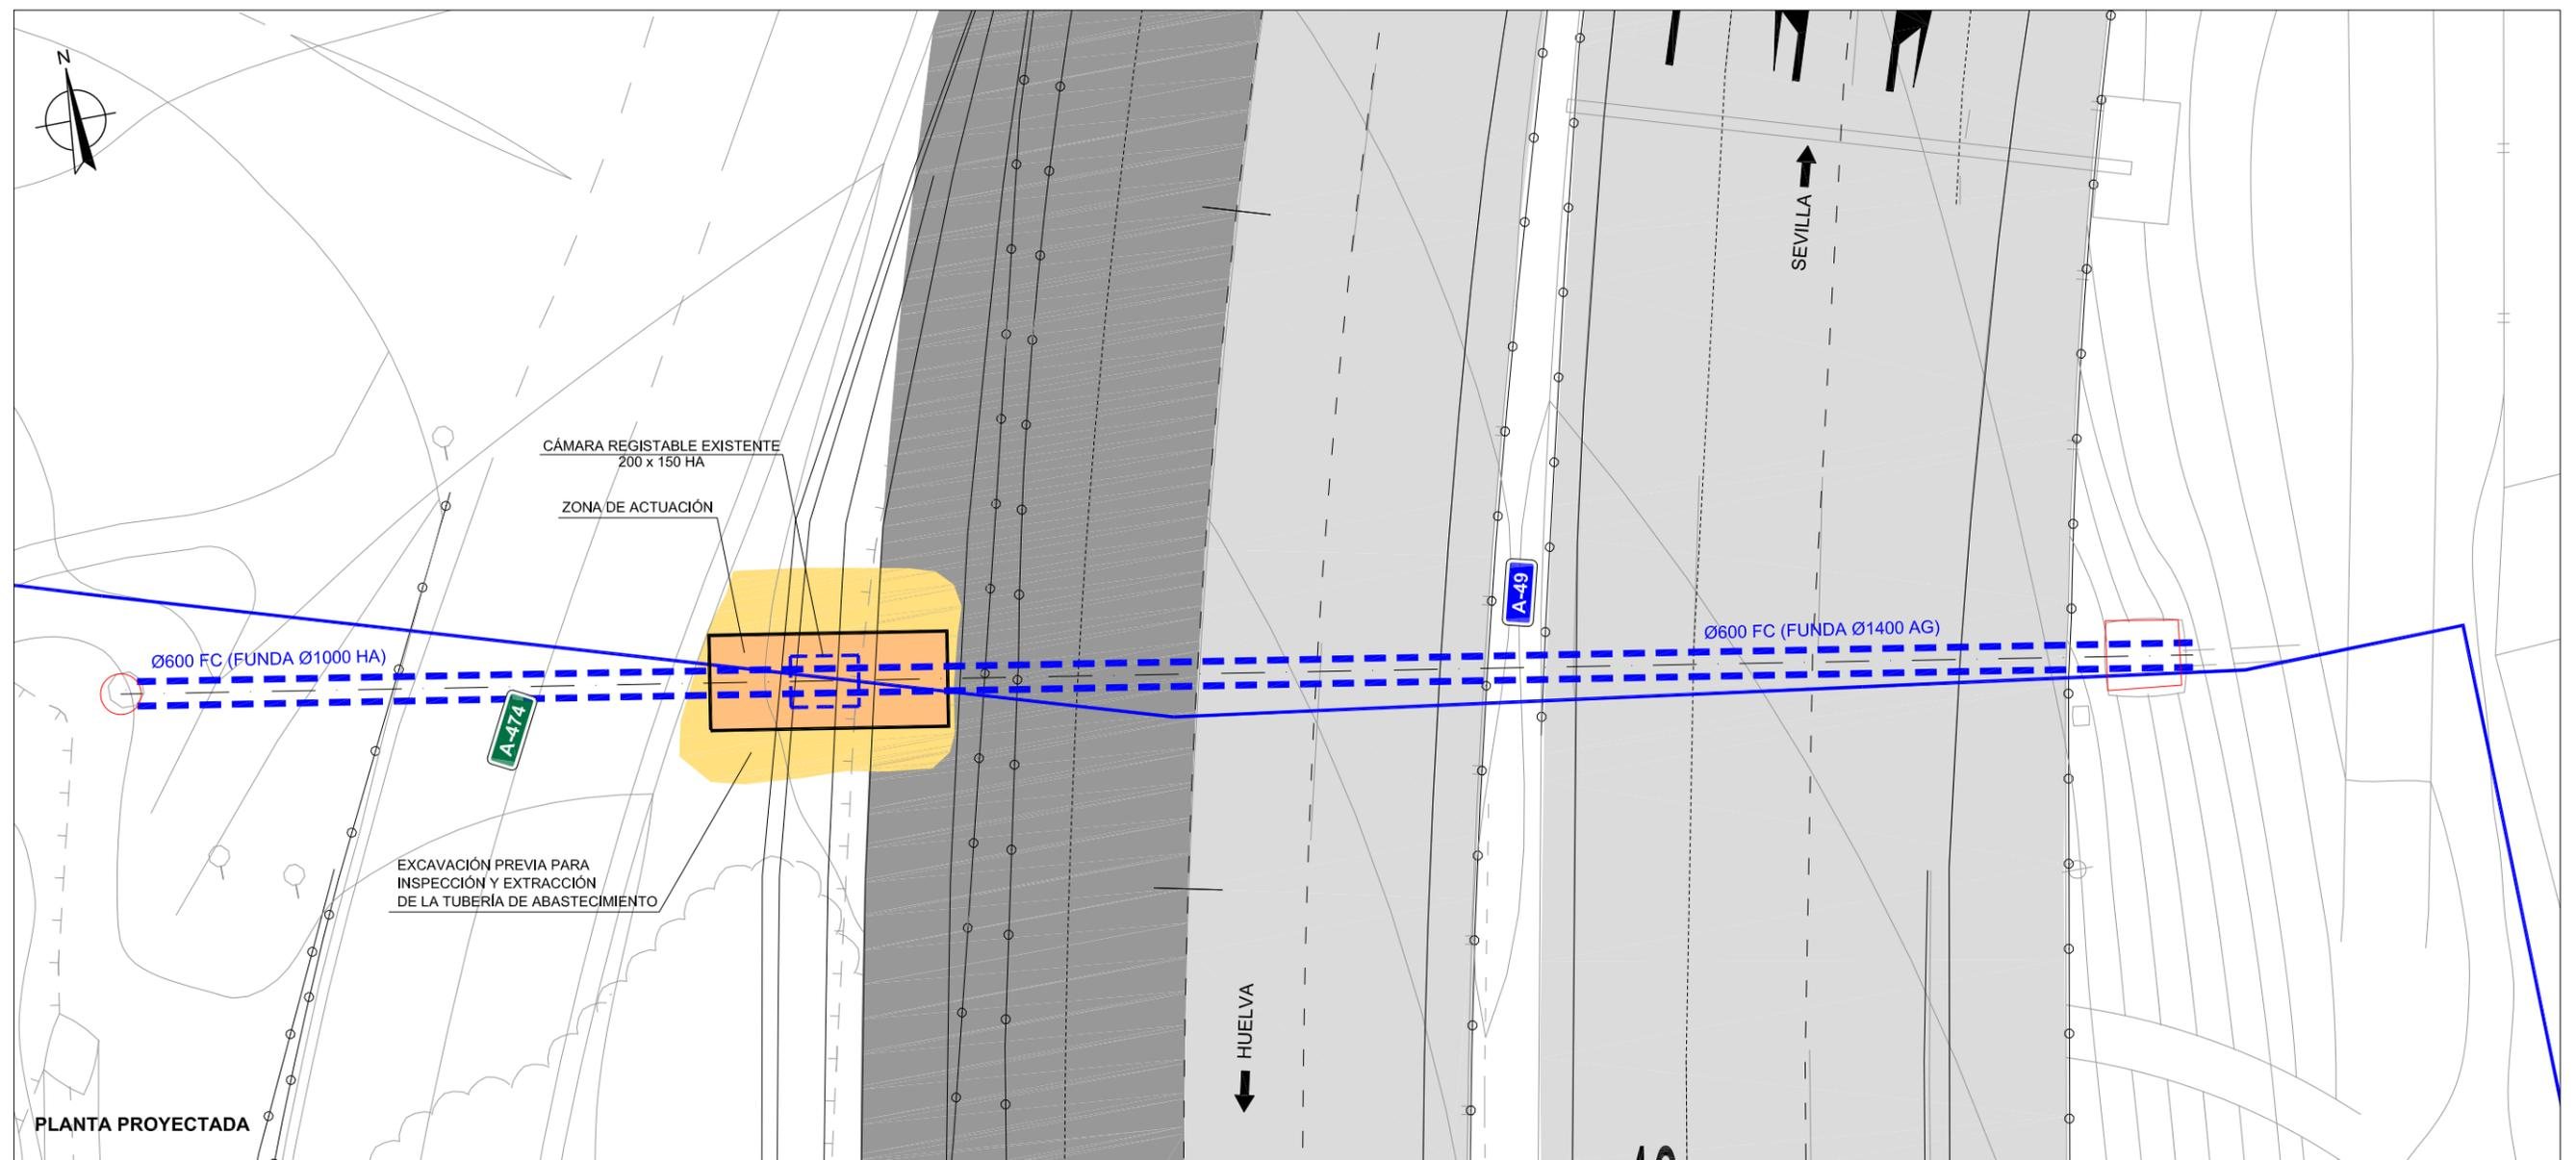 N
SEVILLA
CÁMARA REGISTABLE EXISTENTE
200 x 150 HA
ZONA DE ACTUACIÓN
A-49
Ø600 FC (FUNDA Ø1400 AG)
Ø600 FC (FUNDA Ø1000 HA)
A-474
EXCAVACIÓN PREVIA PARA
INSPECCIÓN Y EXTRACCIÓN
DE LA TUBERÍA DE ABASTECIMIENTO
HUELVA
PLANTA PROYECTADA